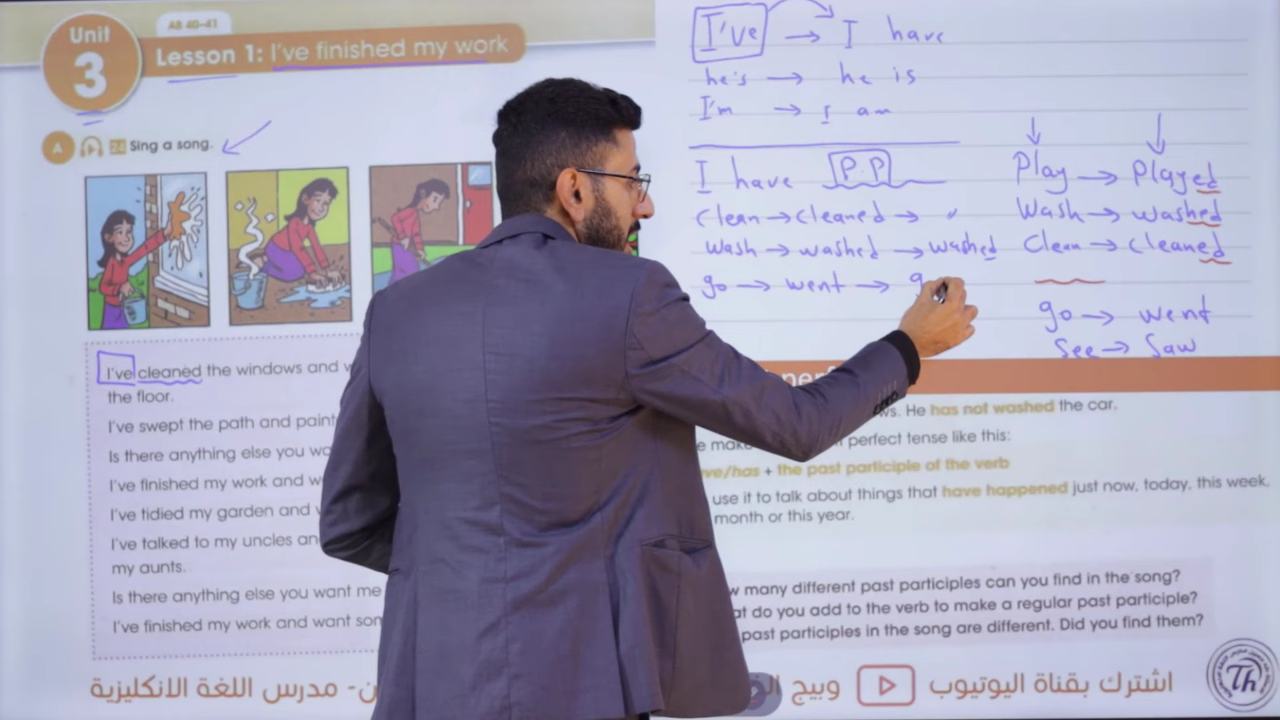 Unit
3
AB 40–41
Lesson 1: I've finished my work
A
Sing a song.
I've cleaned the windows and
the floor.
I've swept the path and
Is there anything else you
I've finished my work and
I've tidied my garden and
I've talked to my uncles
my aunts.
Is there anything else you want me
I've finished my work and want
I've → I have
he's → he is
I'm → I am
I have P.P
Clean → cleaned → 〃
wash → washed → washed
go → went → g
Play → Played
Wash → washed
Clean → cleaned
go → went
See → Saw
He has not washed the car.
perfect tense like this:
+ the past participle of the verb
use it to talk about things that have happened just now, today, this week,
month or this year.
many different past participles can you find in the song?
do you add to the verb to make a regular past participle?
past participles in the song are different. Did you find them?
مدرس اللغة الانكليزية
اشترك بقناة اليوتيوب وبيج
Th